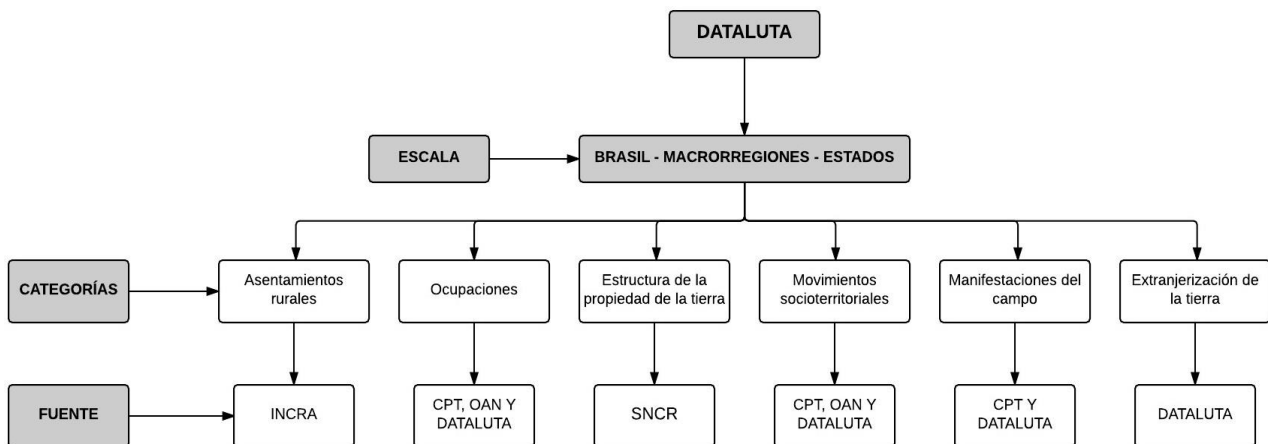 DATALUTA
ESCALA
BRASIL - MACRORREGIONES - ESTADOS
CATEGORÍAS
Asentamientos
rurales
Ocupaciones
Estructura de la
propiedad de la tierra
Movimientos
socioterritoriales
Manifestaciones del
campo
Extranjerización de
la tierra
FUENTE
INCRA
CPT, OAN Y
DATALUTA
SNCR
CPT, OAN Y
DATALUTA
CPT Y
DATALUTA
DATALUTA